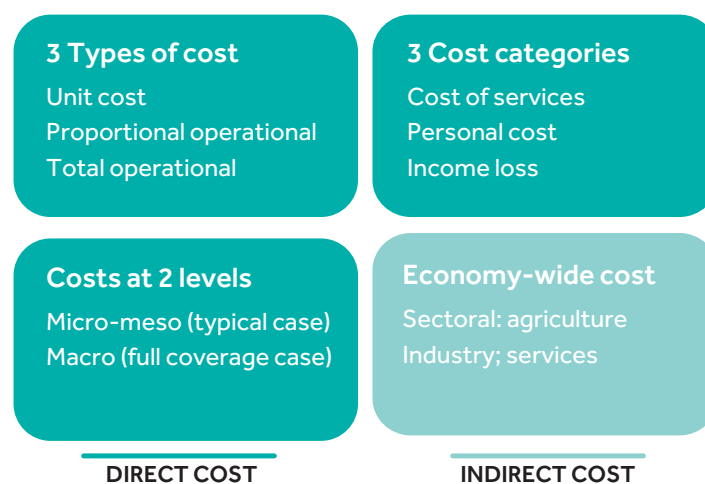 3 Types of cost
Unit cost
Proportional operational
Total operational
3 Cost categories
Cost of services
Personal cost
Income loss
Costs at 2 levels
Micro-meso (typical case)
Macro (full coverage case)
Economy-wide cost
Sectoral: agriculture
Industry; services
DIRECT COST
INDIRECT COST